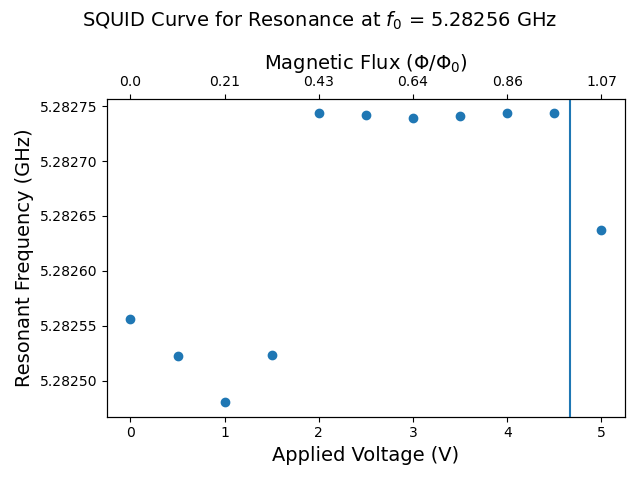 SQUID Curve for Resonance at f₀ = 5.28256 GHz
Magnetic Flux (Φ/Φ₀)
0.0 0.21 0.43 0.64 0.86 1.07
5.28275
5.28270
5.28265
5.28260
5.28255
5.28250
Resonant Frequency (GHz)
0 1 2 3 4 5
Applied Voltage (V)